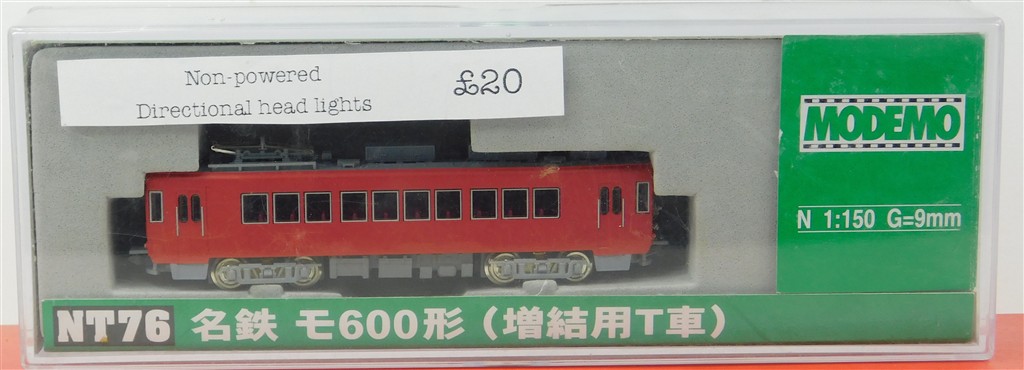 Non-powered
Directional head lights
£20
MODEMO
N 1:150 G=9mm
NT76 名鉄 モ600形（増結用T車）